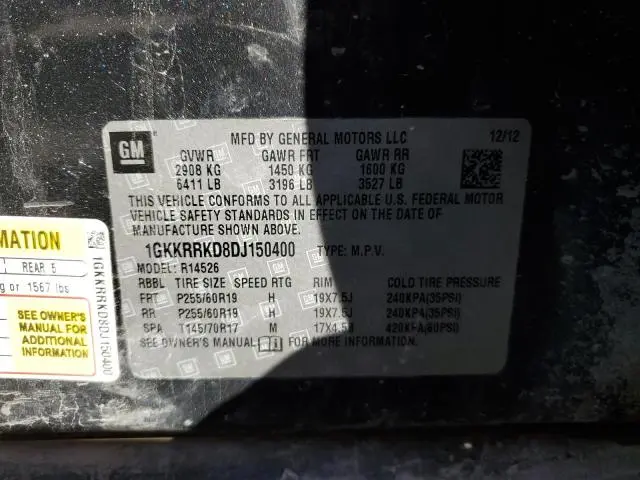 GM
MFD BY GENERAL MOTORS LLC 12/12
GVWR GAWR FRT GAWR RR
2908 KG 1450 KG 1600 KG
6411 LB 3196 LB 3527 LB
THIS VEHICLE CONFORMS TO ALL APPLICABLE U.S. FEDERAL MOTOR
VEHICLE SAFETY STANDARDS IN EFFECT ON THE DATE OF
MANUFACTURE SHOWN ABOVE.
1GKKRRKD8DJ150400 TYPE: M.P.V.
MODEL: R14526
RBBL TIRE SIZE SPEED RTG RIM COLD TIRE PRESSURE
FRT P255/60R19 H 19X7.5J 240KPA(35PSI)
RR P255/60R19 H 19X7.5J 240KPA(35PSI)
SPA T145/70R17 M 17X4.5J 420KPA(60PSI)
SEE OWNER'S MANUAL FOR MORE INFORMATION.
MATION
REAR 5
g or 1567 lbs
SEE OWNER'S
MANUAL FOR
ADDITIONAL
INFORMATION
1GKKRRKD8DJ150400